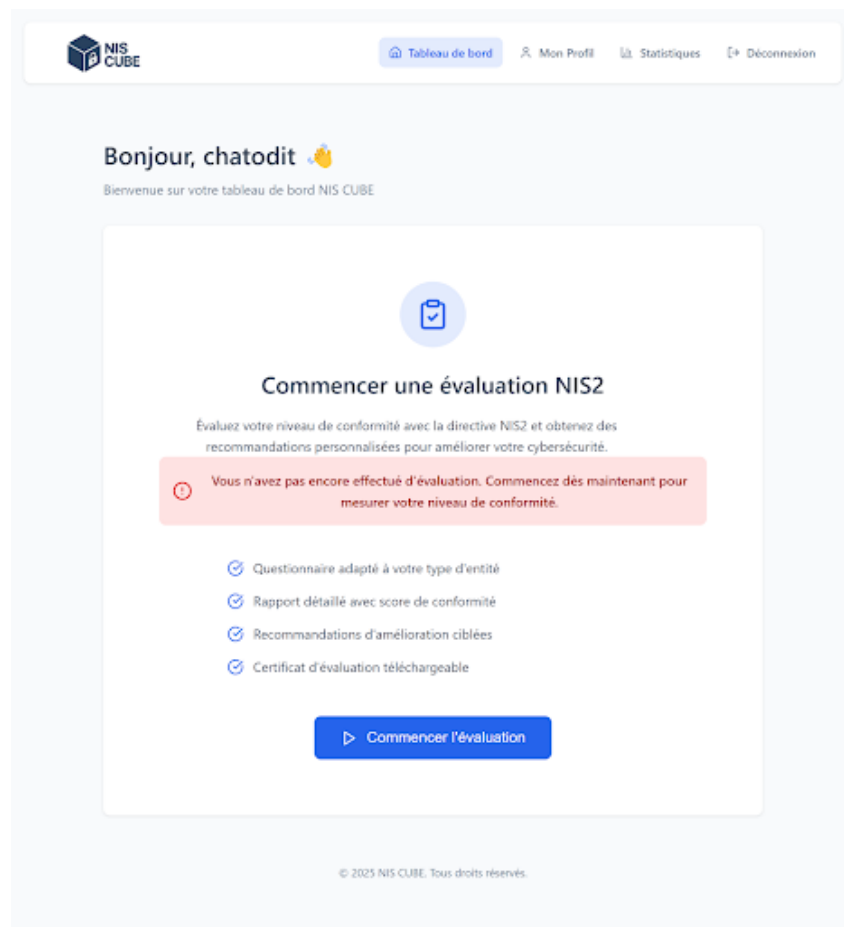 NIS
CUBE
Tableau de bord
Mon Profil
Statistiques
Déconnexion
Bonjour, chatodit 👋
Bienvenue sur votre tableau de bord NIS CUBE
Commencer une évaluation NIS2
Évaluez votre niveau de conformité avec la directive NIS2 et obtenez des
recommandations personnalisées pour améliorer votre cybersécurité.
Vous n'avez pas encore effectué d'évaluation. Commencez dès maintenant pour
mesurer votre niveau de conformité.
Questionnaire adapté à votre type d'entité
Rapport détaillé avec score de conformité
Recommandations d'amélioration ciblées
Certificat d'évaluation téléchargeable
Commencer l'évaluation
© 2025 NIS CUBE. Tous droits réservés.